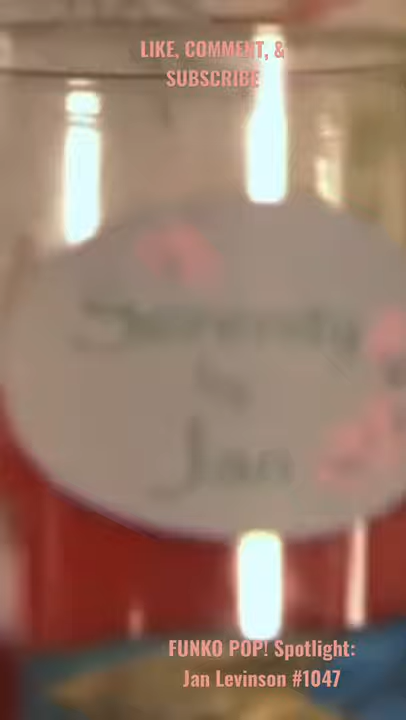 LIKE, COMMENT, &
SUBSCRIBE
Serenity
by
Jan
FUNKO POP! Spotlight:
Jan Levinson #1047